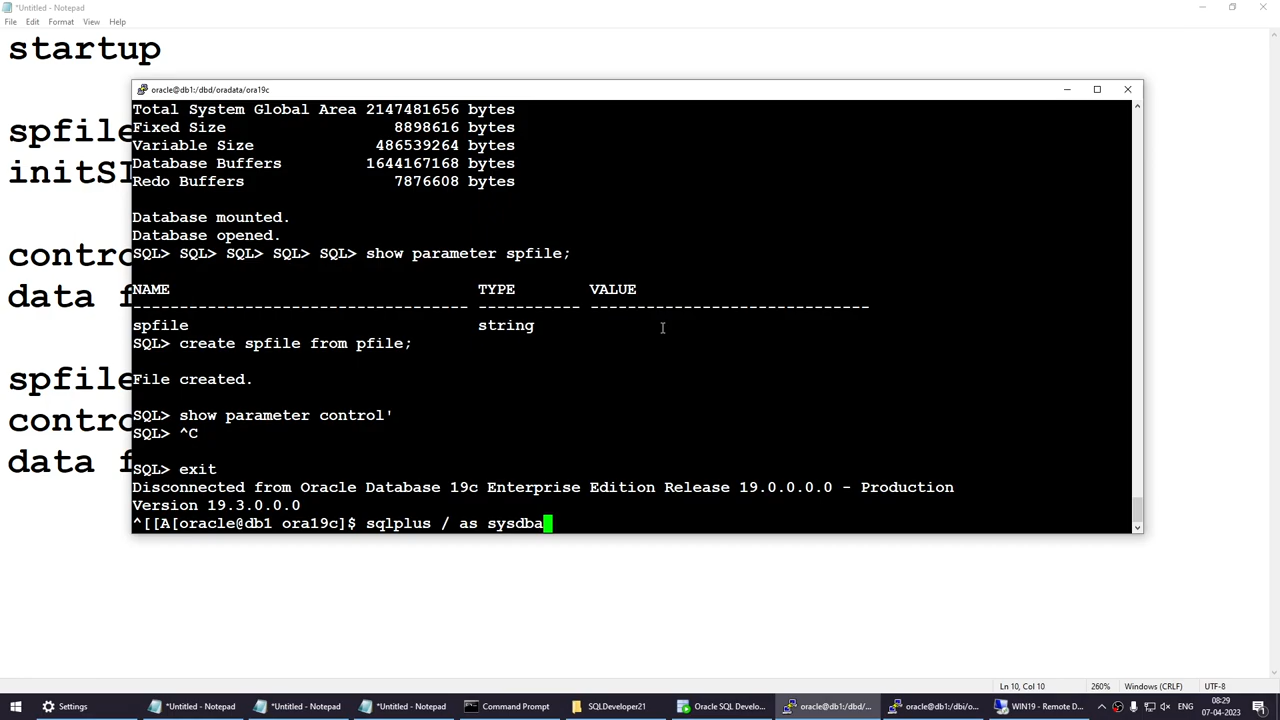 *Untitled - Notepad
File Edit Format View Help
startup
oracle@db1:/dbd/oradata/ora19c
Total System Global Area 2147481656 bytes
Fixed Size 8898616 bytes
Variable Size 486539264 bytes
Database Buffers 1644167168 bytes
Redo Buffers 7876608 bytes
Database mounted.
Database opened.
SQL> SQL> SQL> SQL> SQL> show parameter spfile;
NAME TYPE VALUE
------------------------------------ ----------- ------------------------------
spfile string
SQL> create spfile from pfile;
File created.
SQL> show parameter control'
SQL> ^C
SQL> exit
Disconnected from Oracle Database 19c Enterprise Edition Release 19.0.0.0.0 - Production
Version 19.3.0.0.0
^[[A[oracle@db1 ora19c]$ sqlplus / as sysdba
spfile
initSI
contro
data f
spfile
contro
data f
Ln 10, Col 10 260% Windows (CRLF) UTF-8
Settings *Untitled - Notepad *Untitled - Notepad *Untitled - Notepad Command Prompt SQLDeveloper21 Oracle SQL Develo... oracle@db1:/dbd/... oracle@db1:/dbi/o... WIN19 - Remote D... ENG 08:29
07-04-2023